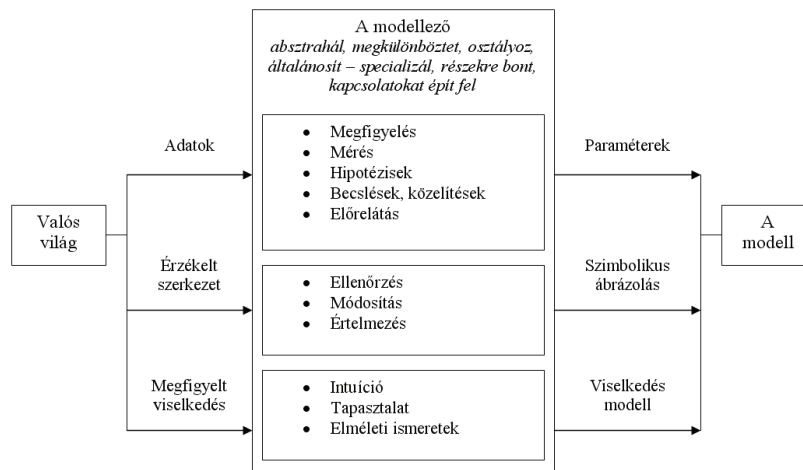 A modellező
absztrahál, megkülönböztet, osztályoz,
általánosít – specializál, részekre bont,
kapcsolatokat épít fel
Valós
világ
Adatok
Érzékelt
szerkezet
Megfigyelt
viselkedés
• Megfigyelés
• Mérés
• Hipotézisek
• Becslések, közelítések
• Előrelátás
• Ellenőrzés
• Módosítás
• Értelmezés
• Intuíció
• Tapasztalat
• Elméleti ismeretek
Paraméterek
Szimbolikus
ábrázolás
Viselkedés
modell
A
modell